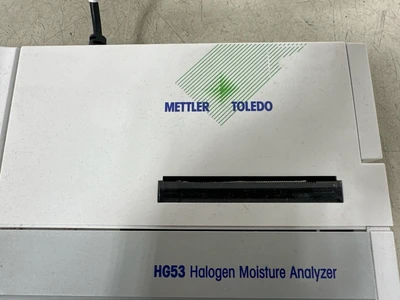 METTLER TOLEDO
HG53 Halogen Moisture Analyzer